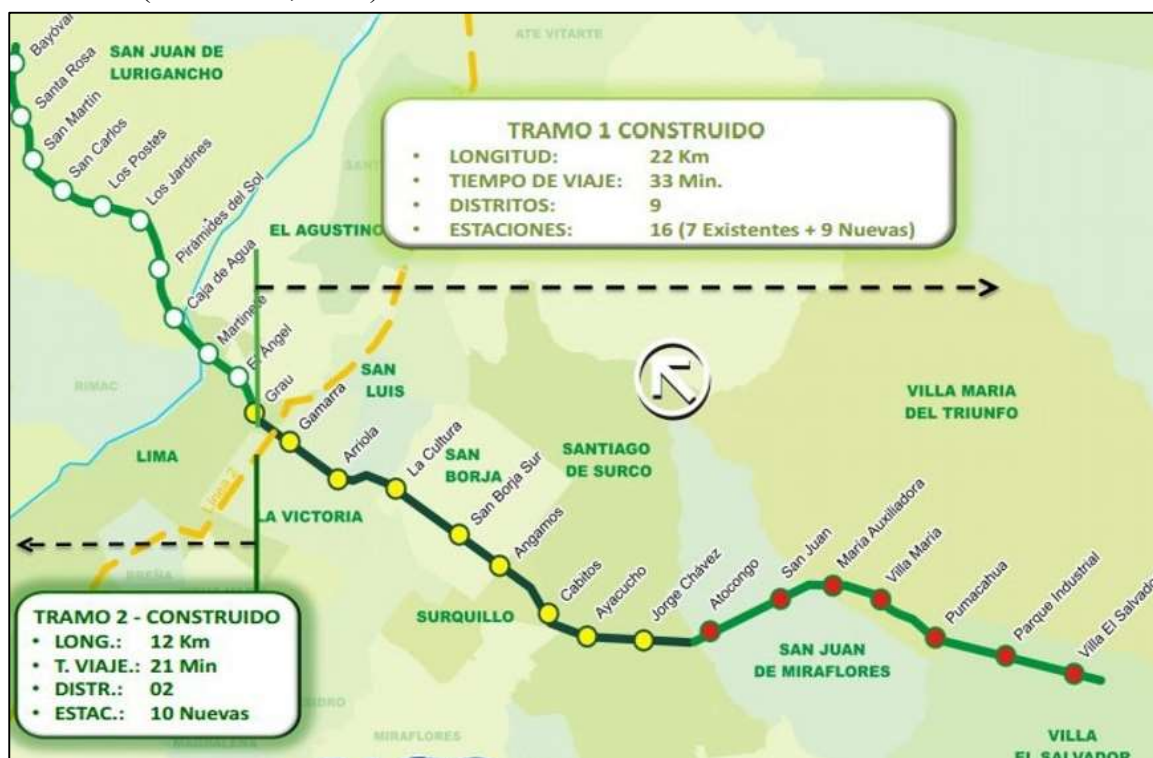 ATE VITARTE
SAN JUAN DE
LURIGANCHO
Bayóvar
Santa Rosa
San Martín
San Carlos
Los Postes
Los Jardines
Pirámides del Sol
Caja de Agua
Martinete
El Angel
Grau
Gamarra
Arriola
La Cultura
San Borja Sur
Angamos
Cabitos
Ayacucho
Jorge Chávez
Atocongo
San Juan
María Auxiliadora
Villa María
Pumacahua
Parque Industrial
Villa El Salvador
TRAMO 1 CONSTRUIDO
• LONGITUD: 22 Km
• TIEMPO DE VIAJE: 33 Min.
• DISTRITOS: 9
• ESTACIONES: 16 (7 Existentes + 9 Nuevas)
EL AGUSTINO
RIMAC
SAN
LUIS
VILLA MARIA
DEL TRIUNFO
LIMA
SAN
BORJA
SANTIAGO
DE SURCO
Línea 2
LA VICTORIA
BREÑA
SURQUILLO
SAN JUAN
DE MIRAFLORES
TRAMO 2 - CONSTRUIDO
• LONG.: 12 Km
• T. VIAJE.: 21 Min
• DISTR.: 02
• ESTAC.: 10 Nuevas
MAGDALENA
MIRAFLORES
VILLA
EL SALVADOR